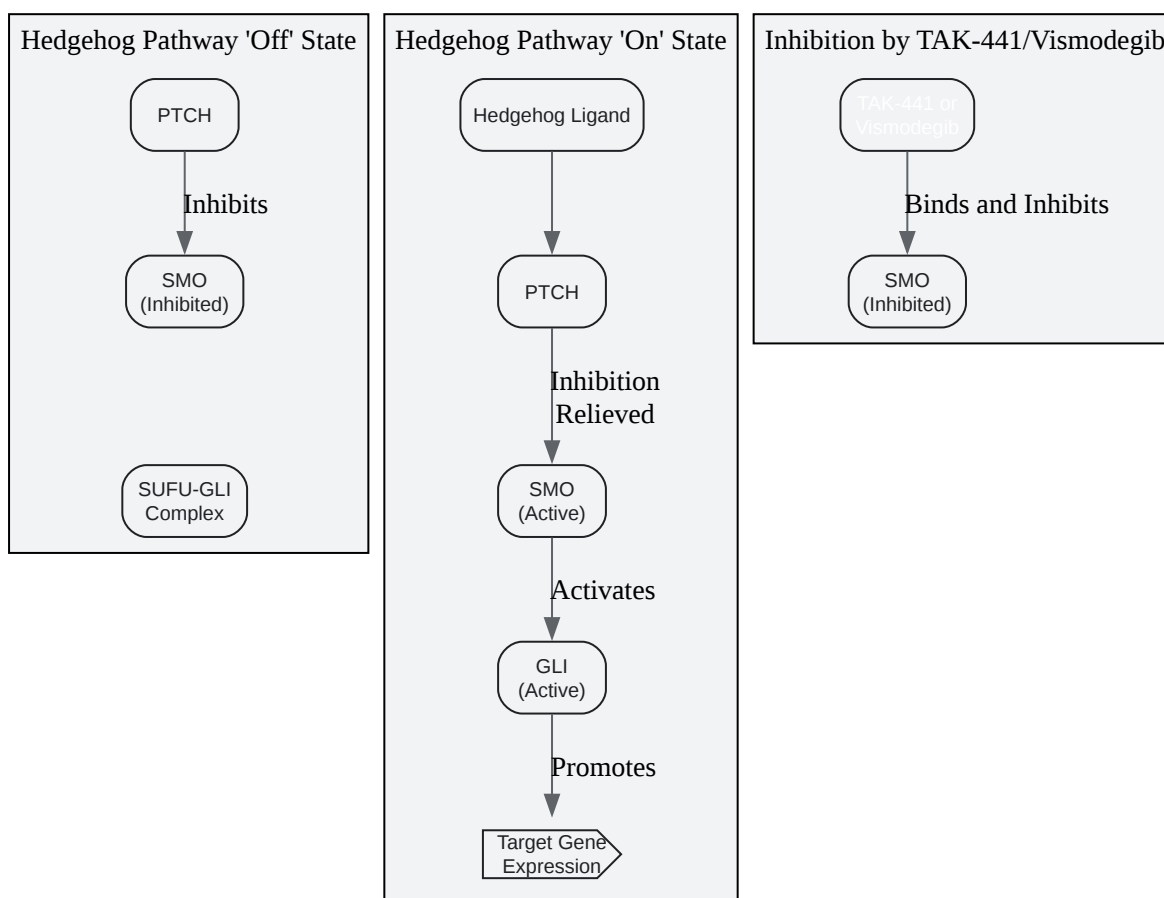 Hedgehog Pathway 'Off' State
PTCH
Inhibits
SMO
(Inhibited)
SUFU-GLI
Complex
Hedgehog Pathway 'On' State
Hedgehog Ligand
PTCH
Inhibition
Relieved
SMO
(Active)
Activates
GLI
(Active)
Promotes
Target Gene
Expression
Inhibition by TAK-441/Vismodegib
TAK-441 or
Vismodegib
Binds and Inhibits
SMO
(Inhibited)